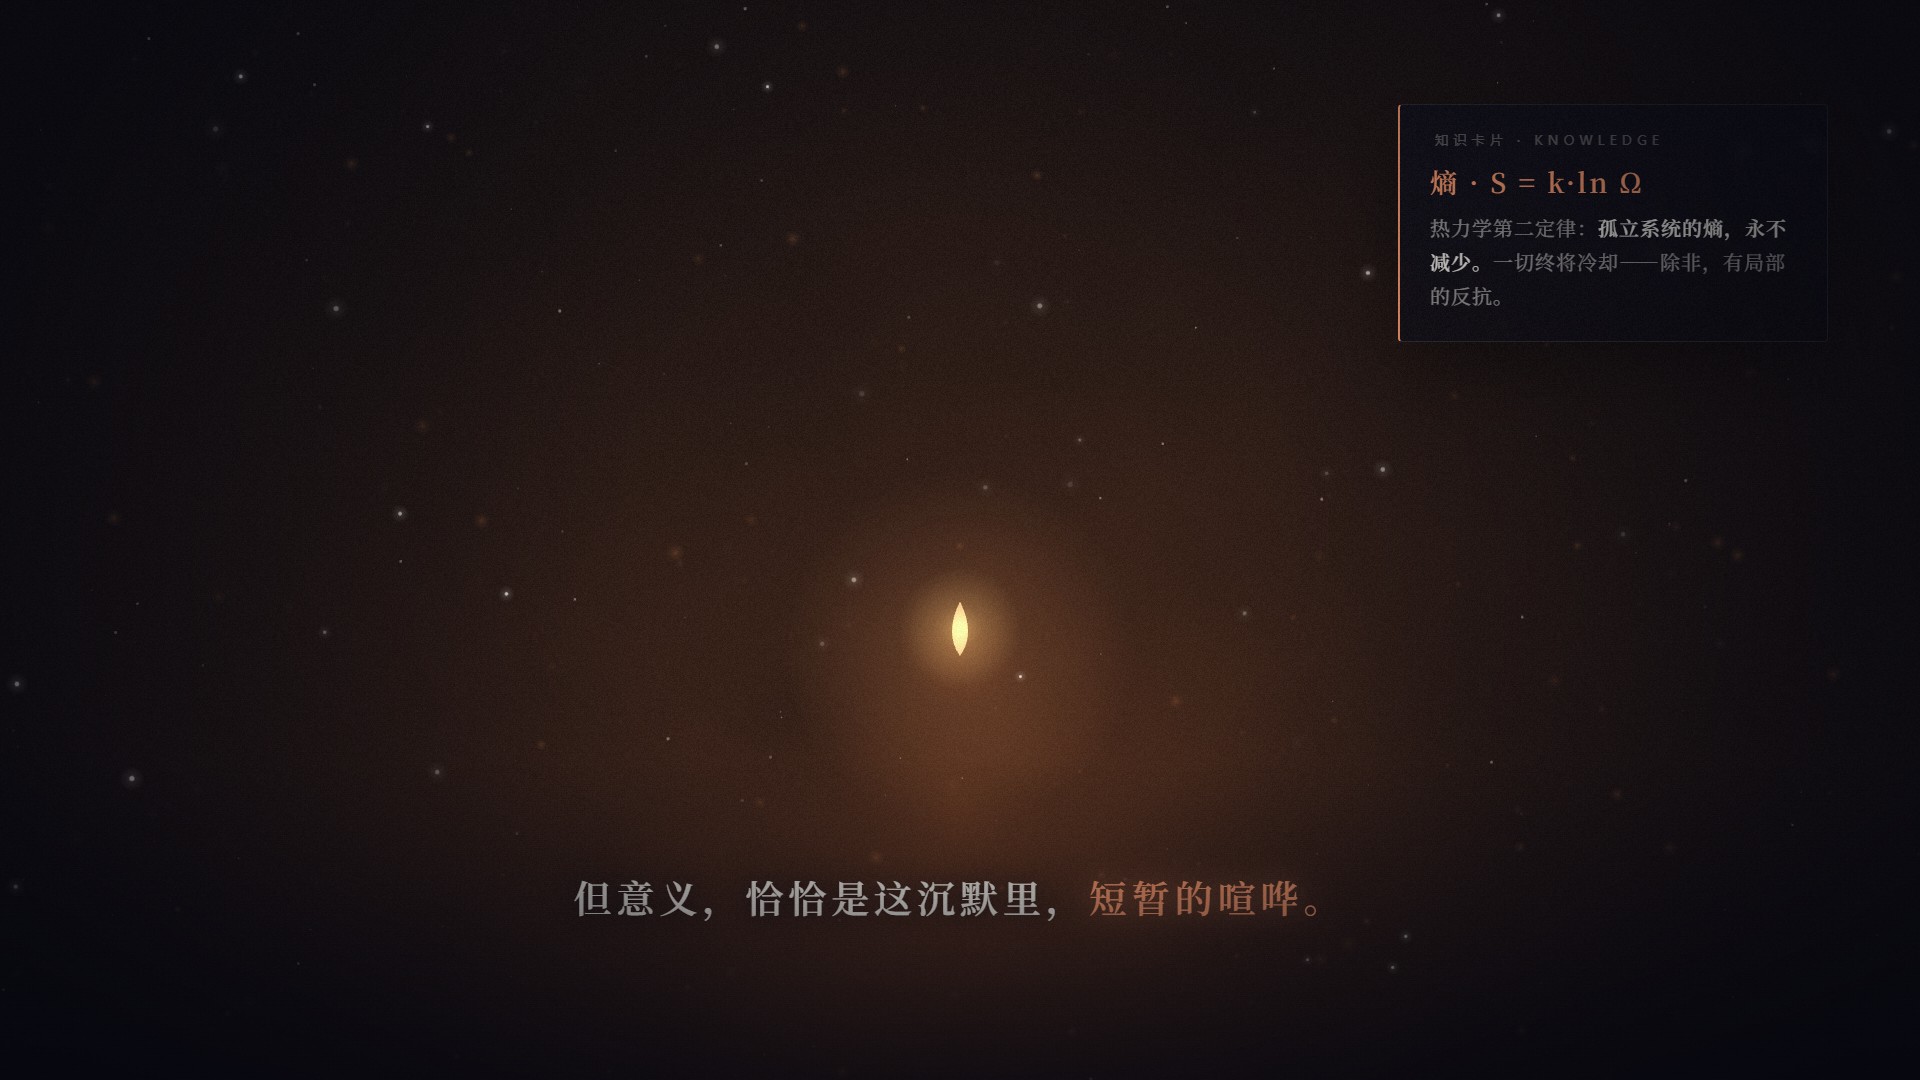 知识卡片 · KNOWLEDGE
熵 · S = k·ln Ω
热力学第二定律：孤立系统的熵，永不
减少。一切终将冷却——除非，有局部
的反抗。
但意义，恰恰是这沉默里，短暂的喧哗。